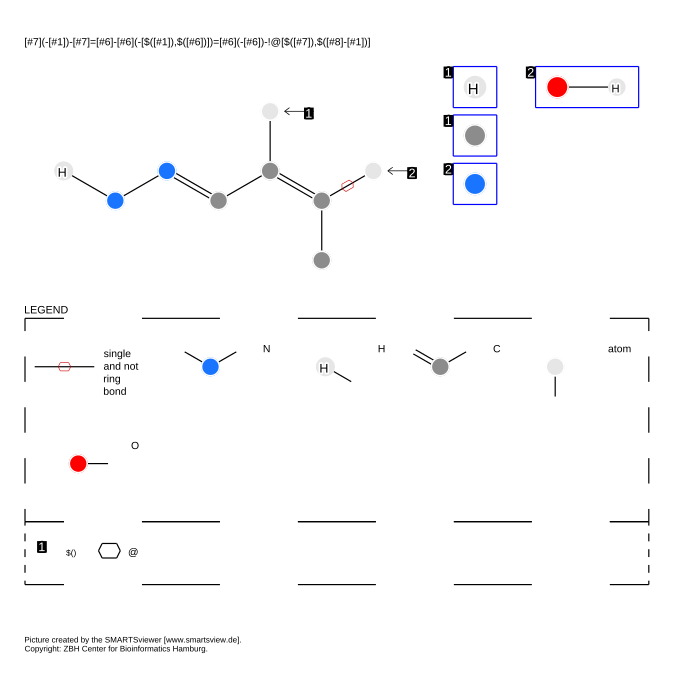 [#7](-[#1])-[#7]=[#6]-[#6](-[$([#1]),$([#6])])=[#6](-[#6])-!@[$([#7]),$([#8]-[#1])]
1
2
H
H
1
1
2
H
2
LEGEND
single
and not
ring
bond
N
H
H
C
atom
O
1
$()
@
Picture created by the SMARTSviewer [www.smartsview.de].
Copyright: ZBH Center for Bioinformatics Hamburg.